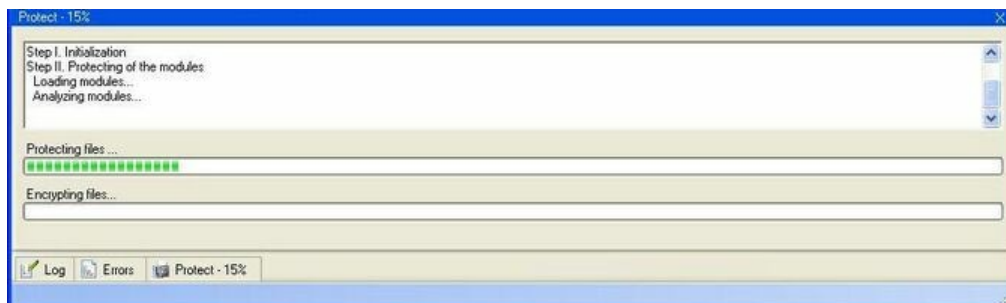 Protect - 15%
Step I. Initialization
Step II. Protecting of the modules
Loading modules...
Analyzing modules...
Protecting files ...
Encrypting files...
Log Errors Protect - 15%